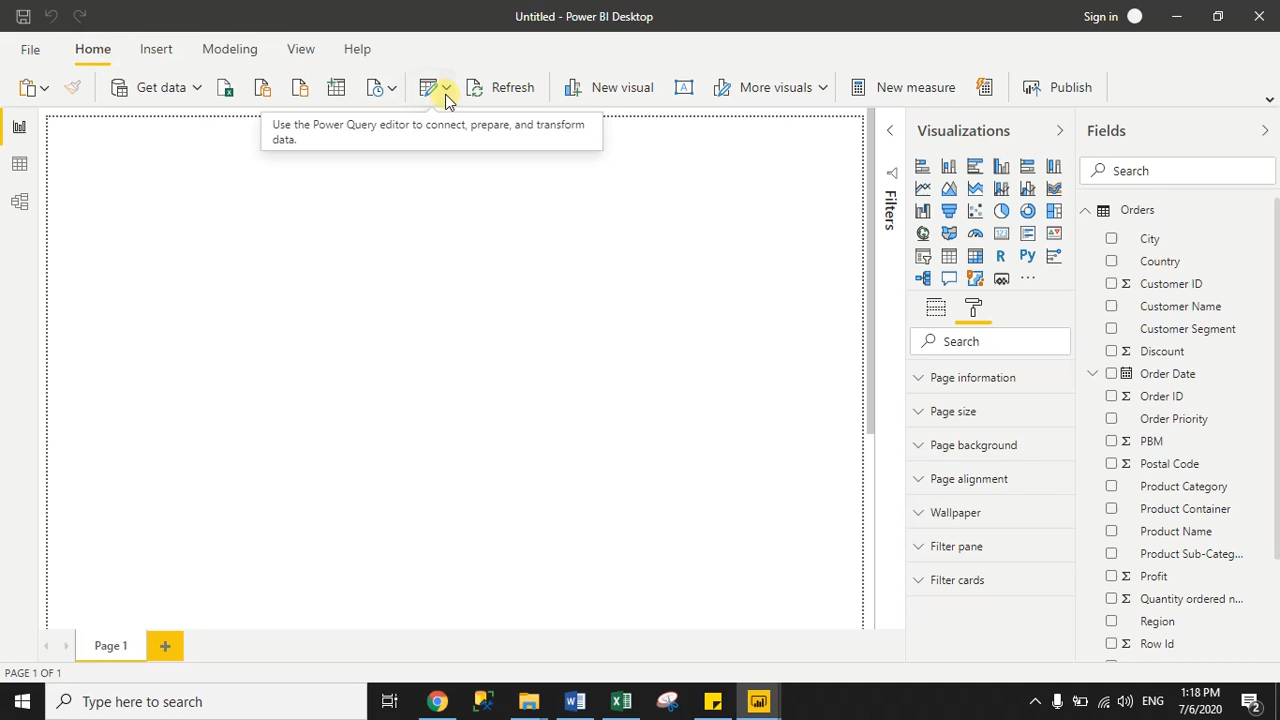 Untitled - Power BI Desktop
Sign in
File
Home
Insert
Modeling
View
Help
Get data
Refresh
New visual
A
More visuals
New measure
Publish
Use the Power Query editor to connect, prepare, and transform
data.
Filters
Visualizations
Search
Page information
Page size
Page background
Page alignment
Wallpaper
Filter pane
Filter cards
R
Py
123
Fields
Search
Orders
City
Country
Σ Customer ID
Customer Name
Customer Segment
Σ Discount
Order Date
Σ Order ID
Order Priority
Σ PBM
Σ Postal Code
Product Category
Product Container
Product Name
Product Sub-Categ...
Σ Profit
Σ Quantity ordered n...
Region
Σ Row Id
Page 1
PAGE 1 OF 1
Type here to search
ENG
1:18 PM
7/6/2020
2